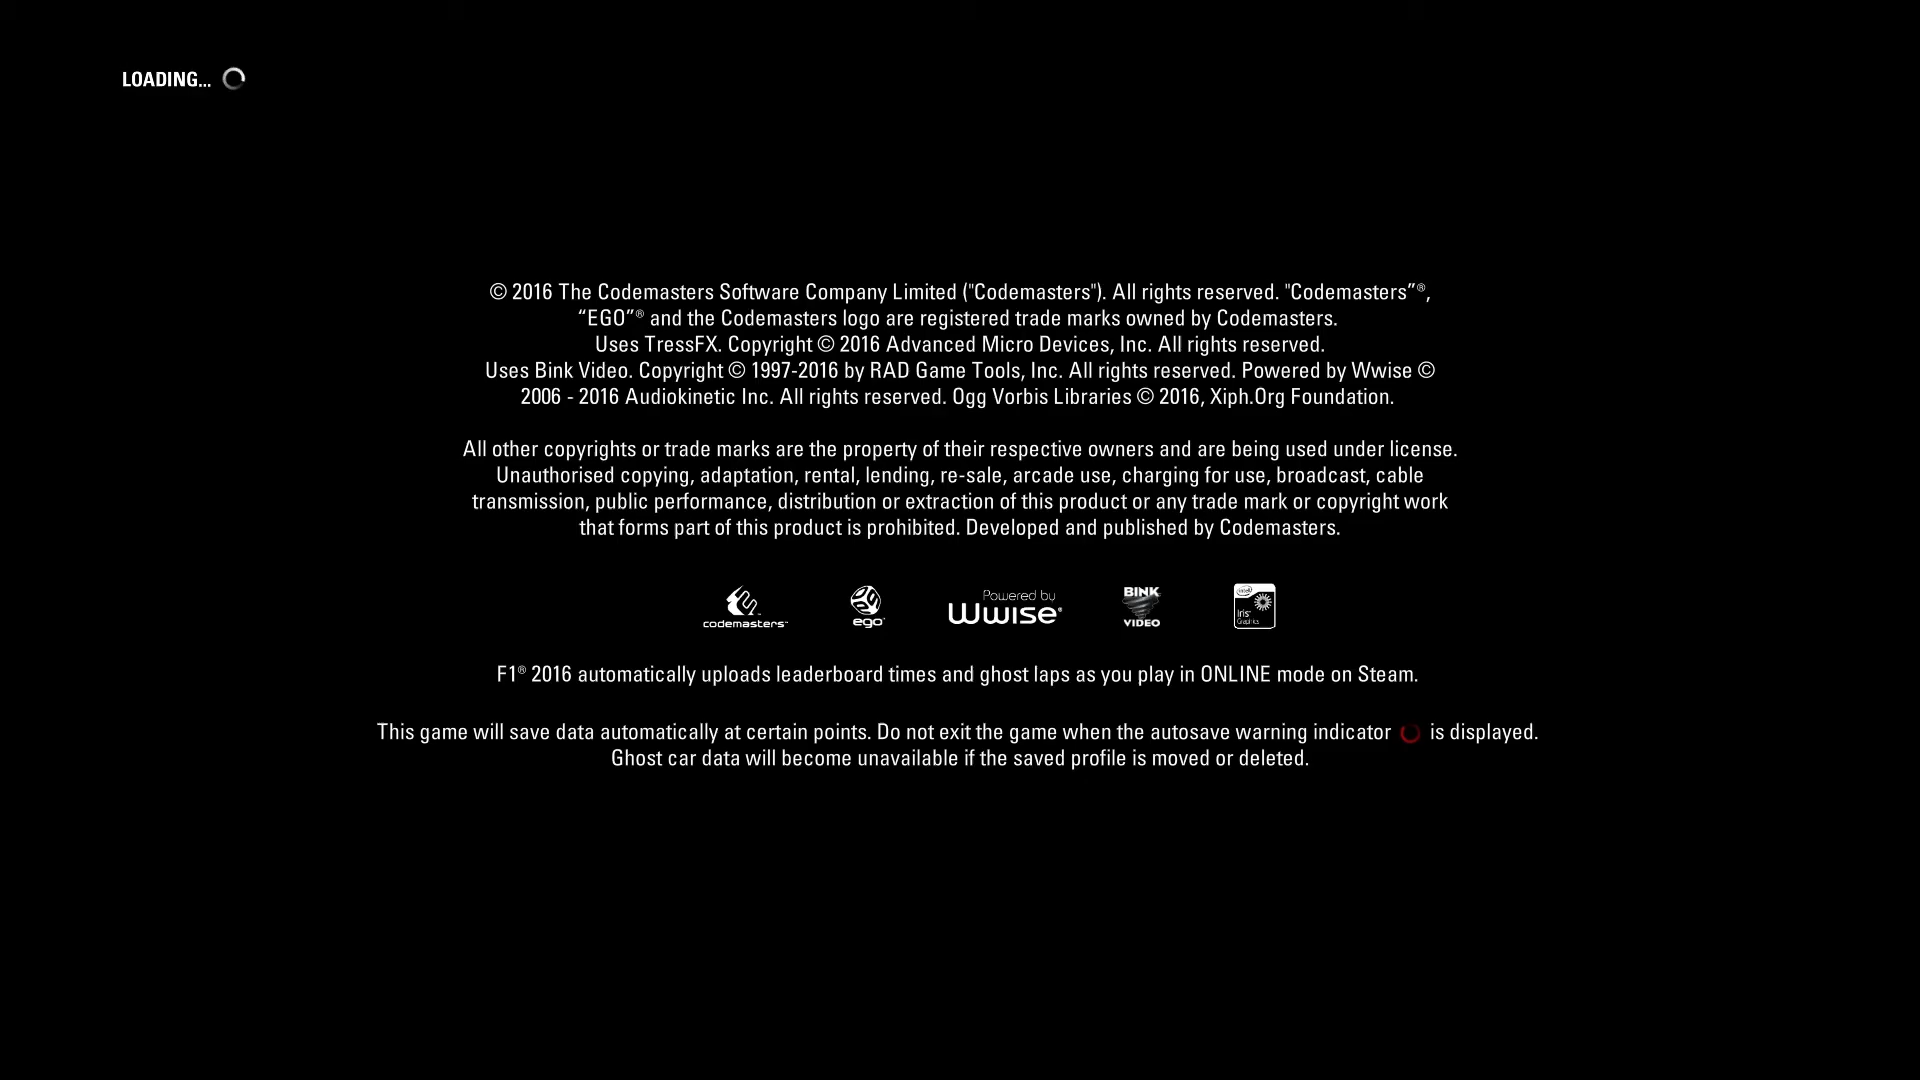 LOADING...
© 2016 The Codemasters Software Company Limited ("Codemasters"). All rights reserved. "Codemasters”®,
“EGO”® and the Codemasters logo are registered trade marks owned by Codemasters.
Uses TressFX. Copyright © 2016 Advanced Micro Devices, Inc. All rights reserved.
Uses Bink Video. Copyright © 1997-2016 by RAD Game Tools, Inc. All rights reserved. Powered by Wwise ©
2006 - 2016 Audiokinetic Inc. All rights reserved. Ogg Vorbis Libraries © 2016, Xiph.Org Foundation.
All other copyrights or trade marks are the property of their respective owners and are being used under license.
Unauthorised copying, adaptation, rental, lending, re-sale, arcade use, charging for use, broadcast, cable
transmission, public performance, distribution or extraction of this product or any trade mark or copyright work
that forms part of this product is prohibited. Developed and published by Codemasters.
codemasters™
ego®
Powered by
Wwise®
BINK
VIDEO
intel
Iris™
Graphics
F1® 2016 automatically uploads leaderboard times and ghost laps as you play in ONLINE mode on Steam.
This game will save data automatically at certain points. Do not exit the game when the autosave warning indicator is displayed.
Ghost car data will become unavailable if the saved profile is moved or deleted.